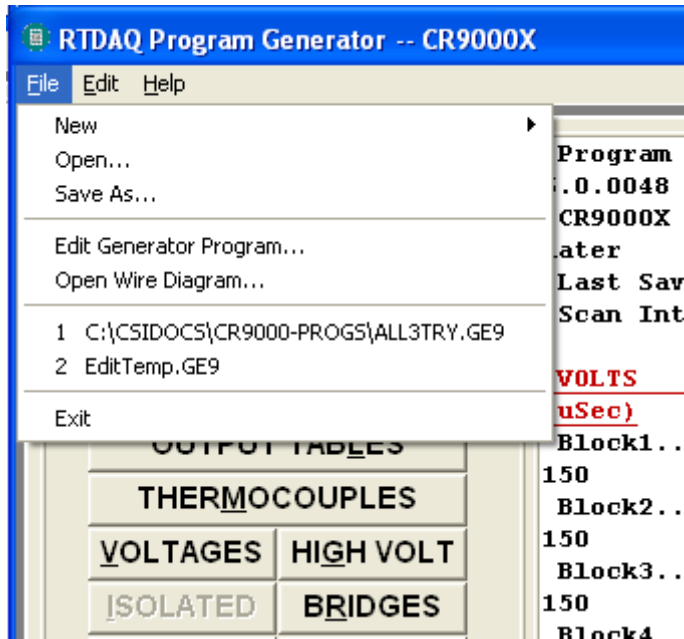 RTDAQ Program Generator -- CR9000X
File Edit Help
New
Open...
Save As...
Edit Generator Program...
Open Wire Diagram...
1 C:\CSIDOCS\CR9000-PROGS\ALL3TRY.GE9
2 EditTemp.GE9
Exit
OUTPUT TABLES
THERMOCOUPLES
VOLTAGES HIGH VOLT
ISOLATED BRIDGES
Program
.0.0048
CR9000X
ater
Last Sav
Scan Int
VOLTS
uSec)
Block1..
150
Block2..
150
Block3..
150
Block4